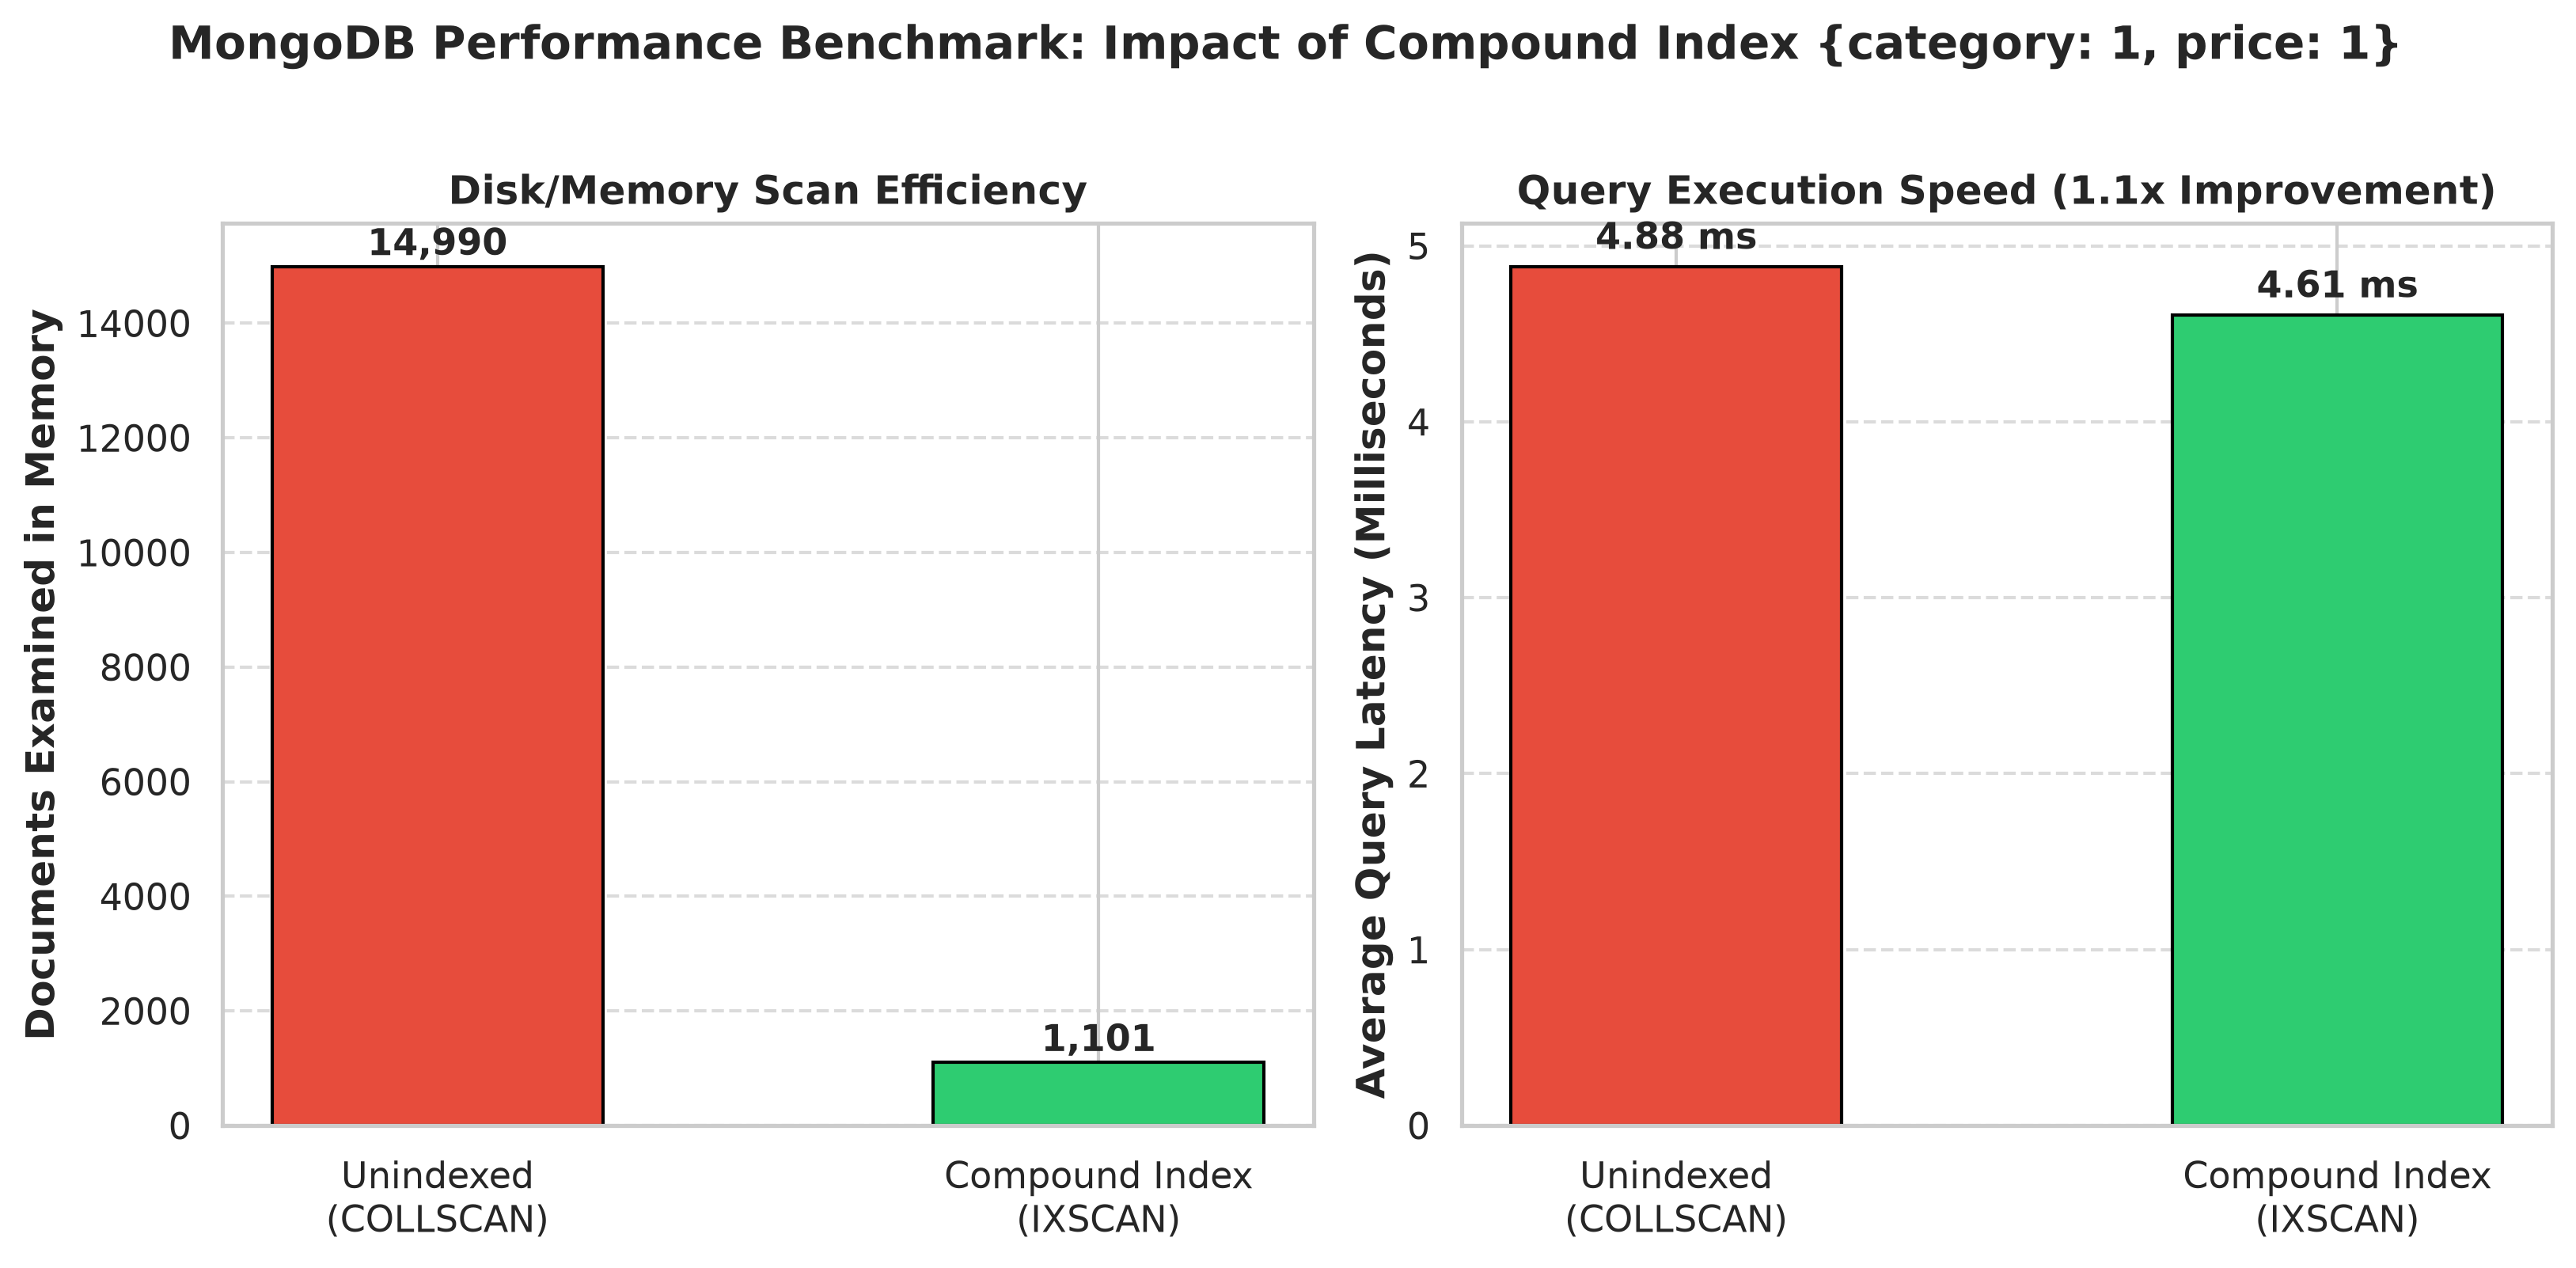 MongoDB Performance Benchmark: Impact of Compound Index {category: 1, price: 1}
Disk/Memory Scan Efficiency
Documents Examined in Memory
14000
12000
10000
8000
6000
4000
2000
0
14,990
1,101
Unindexed
(COLLSCAN)
Compound Index
(IXSCAN)
Query Execution Speed (1.1x Improvement)
Average Query Latency (Milliseconds)
5
4
3
2
1
0
4.88 ms
4.61 ms
Unindexed
(COLLSCAN)
Compound Index
(IXSCAN)